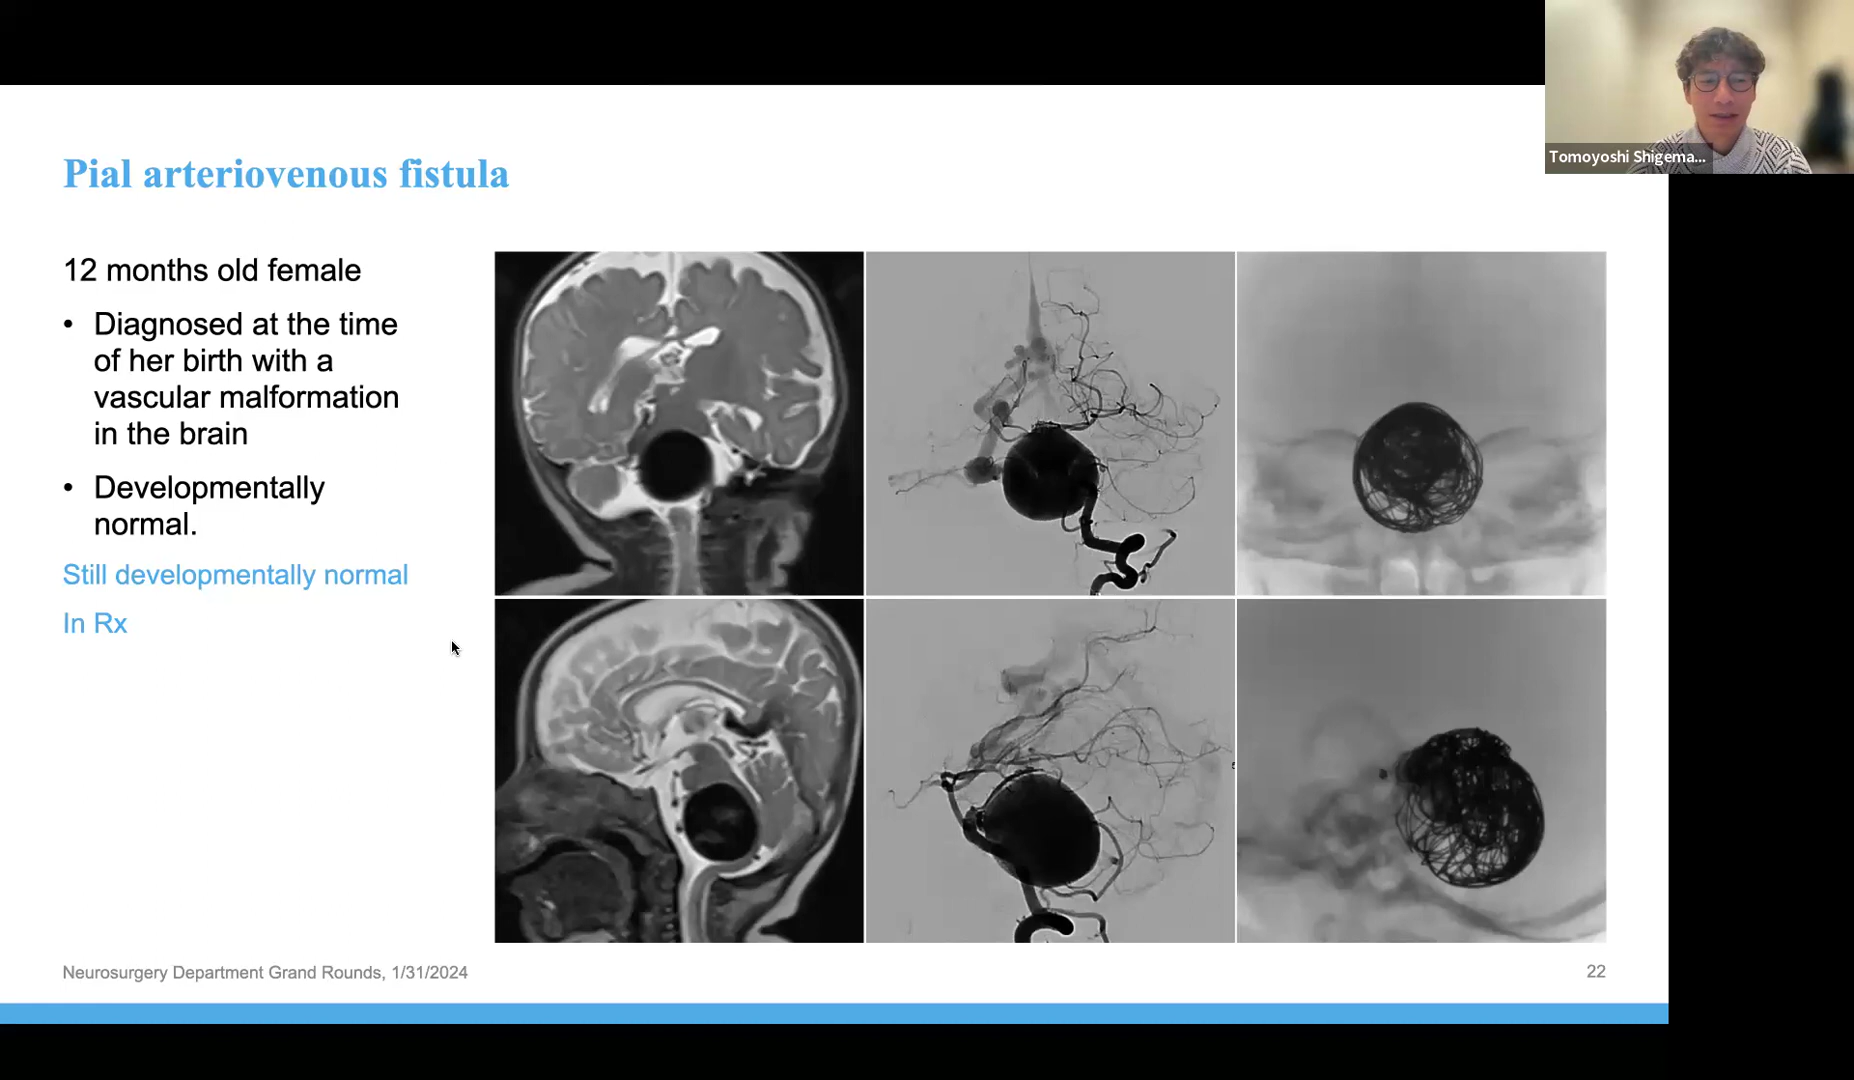 Tomoyoshi Shigema...
Pial arteriovenous fistula
12 months old female
• Diagnosed at the time
of her birth with a
vascular malformation
in the brain
• Developmentally
normal.
Still developmentally normal
In Rx
Neurosurgery Department Grand Rounds, 1/31/2024
22